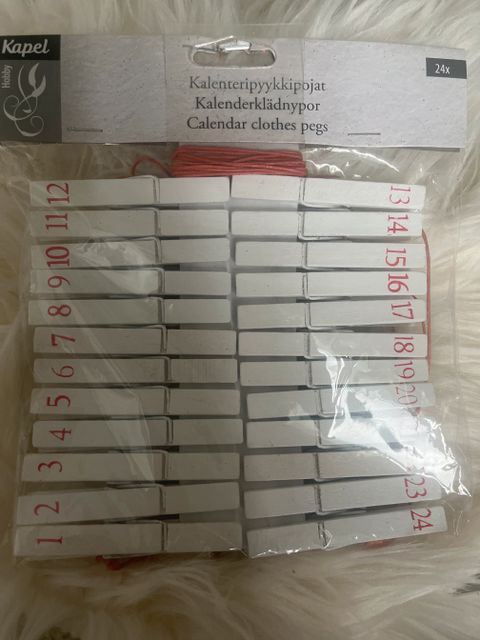 Kapel
Hobby
24x
Kalenteripyykkipojat
Kalenderklädnypor
Calendar clothes pegs
12 13
11 14
10 15
9 16
8 17
7 18
6 19
5 20
4
3
2 23
1 24